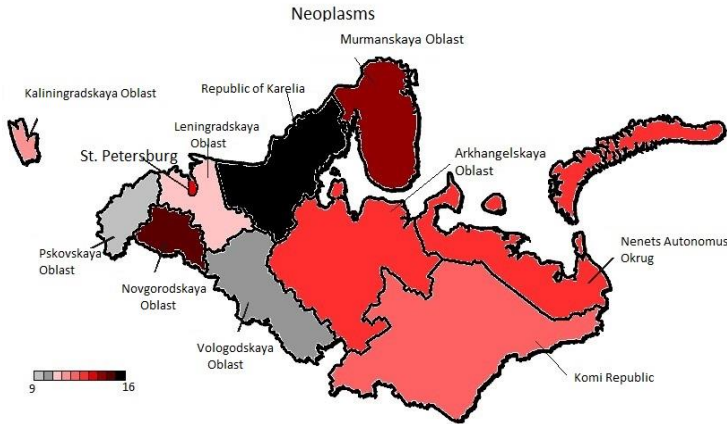 Neoplasms
Murmanskaya Oblast
Republic of Karelia
Kaliningradskaya Oblast
Leningradskaya
Oblast
St. Petersburg
Arkhangelskaya
Oblast
Pskovskaya
Oblast
Novgorodskaya
Oblast
Nenets Autonomus
Okrug
Vologodskaya
Oblast
Komi Republic
9 16